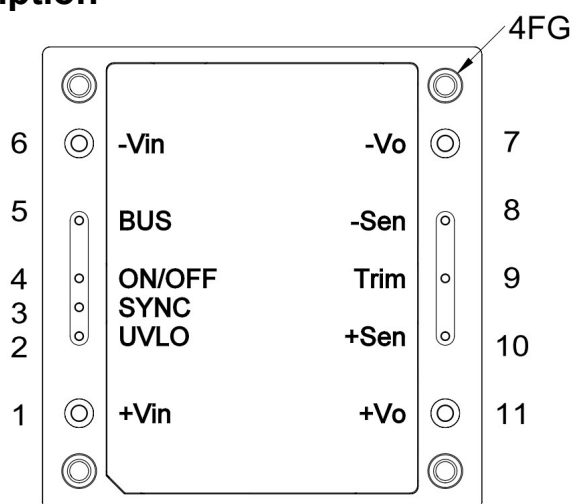 4FG
6 -Vin -Vo 7
5 BUS -Sen 8
4 ON/OFF Trim 9
3 SYNC
2 UVLO +Sen 10
1 +Vin +Vo 11